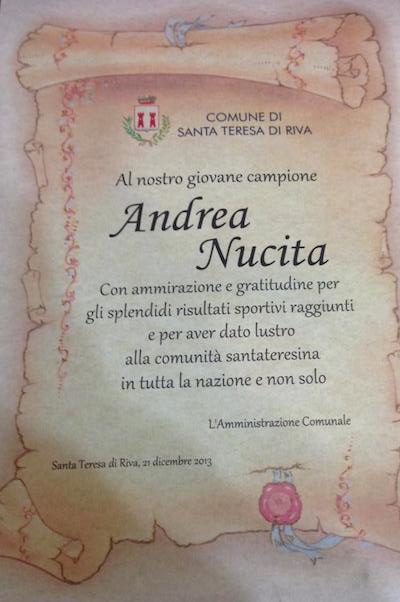 COMUNE DI
SANTA TERESA DI RIVA
Al nostro giovane campione
Andrea
Nucita
Con ammirazione e gratitudine per
gli splendidi risultati sportivi raggiunti
e per aver dato lustro
alla comunità santateresina
in tutta la nazione e non solo
L'Amministrazione Comunale
Santa Teresa di Riva, 21 dicembre 2013